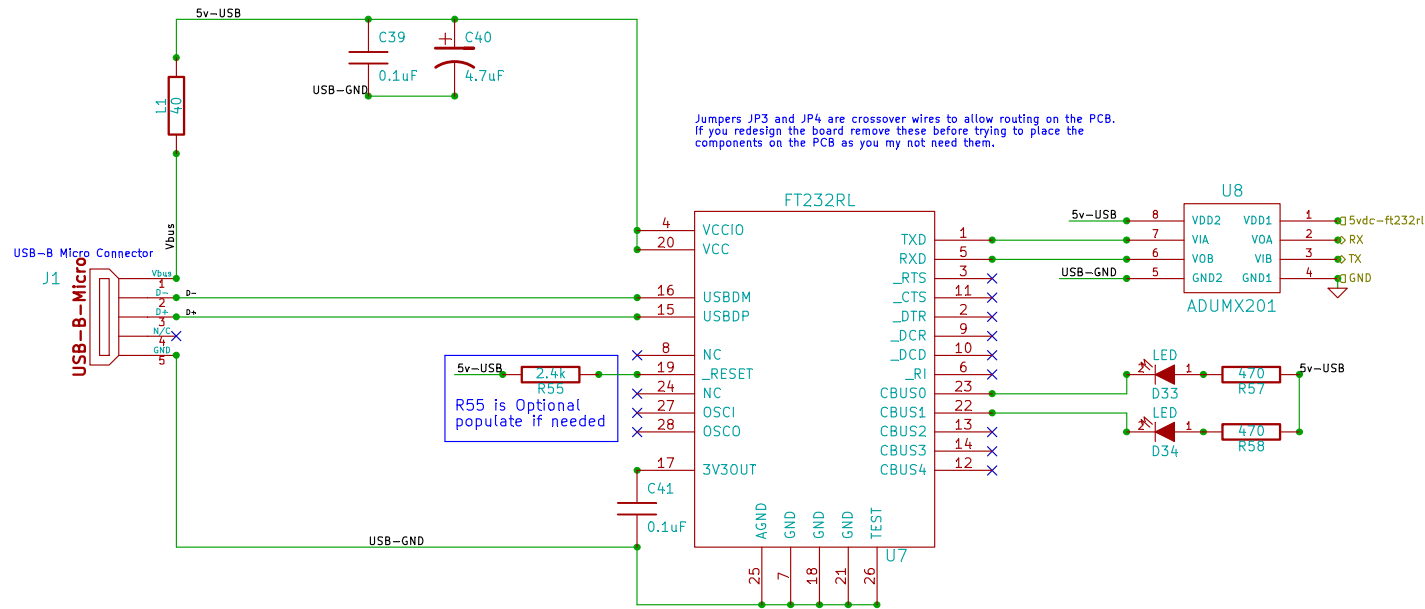 5v-USB
C39
0.1uF
C40
4.7uF
USB-GND
L1
40
Vbus
Jumpers JP3 and JP4 are crossover wires to allow routing on the PCB.
if you redesign the board remove these before trying to place the
components on the PCB as you my not need them.
USB-B Micro Connector
J1
USB-B-Micro
Vbus
1
D-
2
D+
3
N/C
4
GND
5
D-
D+
FT232RL
4 VCCIO
20 VCC
16 USBDM
15 USBDP
8 NC
19 _RESET
24 NC
27 OSCI
28 OSCO
17 3V3OUT
TXD 1
RXD 5
_RTS 3
_CTS 11
_DTR 2
_DCR 9
_DCD 10
_RI 6
CBUS0 23
CBUS1 22
CBUS2 13
CBUS3 14
CBUS4 12
AGND
GND
GND
GND
TEST
25
7
18
21
26
U7
5v-USB
2.4k
R55
R55 is Optional
populate if needed
C41
0.1uF
USB-GND
U8
5v-USB
8 VDD2 VDD1 1
7 VIA VOA 2
6 VOB VIB 3
5 GND2 GND1 4
USB-GND
5vdc-ft232rl
RX
TX
GND
ADUMX201
LED
2 1
D33
470
R57
5v-USB
LED
2 1
D34
470
R58